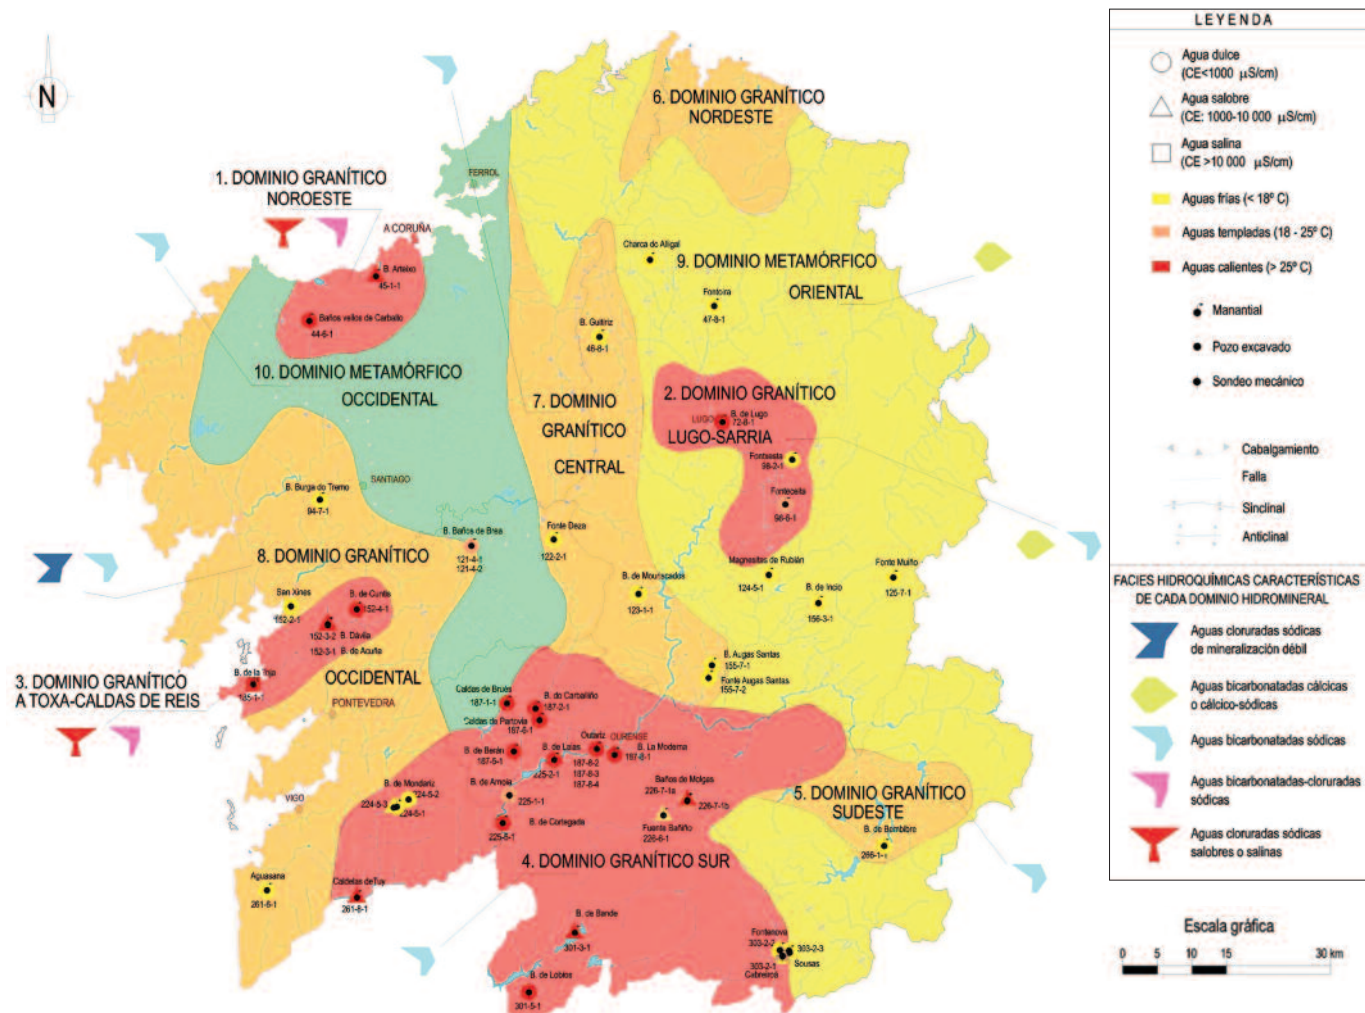 N
1. DOMINIO GRANÍTICO
NOROESTE
A CORUÑA
B. Arteixo
45-1-1
Baños vellos de Carballo
44-6-1
FERROL
6. DOMINIO GRANÍTICO
NORDESTE
Charca do Alligal
9. DOMINIO METAMÓRFICO
ORIENTAL
Fontoira
47-8-1
B. Guitiriz
46-8-1
10. DOMINIO METAMÓRFICO
OCCIDENTAL
7. DOMINIO
GRANÍTICO
CENTRAL
2. DOMINIO GRANÍTICO
LUGO
B. de Lugo
72-8-1
LUGO-SARRIA
98-2-1
Fonteceita
98-6-1
SANTIAGO
B. Burga do Tremo
94-7-1
B. Baños de Brea
121-4-1
121-4-2
Fonte Deza
122-2-1
8. DOMINIO GRANÍTICO
OCCIDENTAL
Magnesitas de Rubián
124-5-1
Fonte Muiño
125-7-1
B. de Mouriscados
123-1-1
B. de Incio
156-3-1
San Xinés
152-2-1
B. de Cuntis
152-4-1
152-3-2 B. Dávila
152-3-1 B. de Acuña
B. de la Toja
185-1-1
3. DOMINIO GRANÍTICO
A TOXA-CALDAS DE REIS
PONTEVEDRA
B. Augas Santas
155-7-1
Fonte Augas Santas
155-7-2
Caldas de Brués
187-1-1
B. do Carballiño
187-2-1
Caldas de Partovia
187-6-1
B. de Berán
187-5-1
B. de Laias
225-2-1
Outariz
187-8-2
187-8-3
187-8-4
OURENSE
B. La Moderna
187-8-1
VIGO
B. de Mondariz
224-5-2
224-5-3
224-5-1
B. de Arnoia
225-1-1
B. de Cortegada
225-5-1
Baños de Molgas
226-7-1a
226-7-1b
Fuente Bañiño
226-6-1
4. DOMINIO GRANÍTICO SUR
5. DOMINIO GRANÍTICO
SUDESTE
B. de Bembibre
266-1-1
Aguasana
261-6-1
Caldelas de Tuy
261-8-1
B. de Bande
301-3-1
B. de Lobios
301-5-1
Fontenova
303-2-2
303-2-3
Sousas
303-2-1
Cabreiroá
LEYENDA
Agua dulce
(CE<1000 µS/cm)
Agua salobre
(CE: 1000-10 000 µS/cm)
Agua salina
(CE >10 000 µS/cm)
Aguas frías (< 18º C)
Aguas templadas (18 - 25º C)
Aguas calientes (> 25º C)
Manantial
Pozo excavado
Sondeo mecánico
Cabalgamiento
Falla
Sinclinal
Anticlinal
FACIES HIDROQUÍMICAS CARACTERÍSTICAS
DE CADA DOMINIO HIDROMINERAL
Aguas cloruradas sódicas
de mineralización débil
Aguas bicarbonatadas cálcicas
o cálcico-sódicas
Aguas bicarbonatadas sódicas
Aguas bicarbonatadas-cloruradas
sódicas
Aguas cloruradas sódicas
salobres o salinas
Escala gráfica
0 5 10 15 30 km